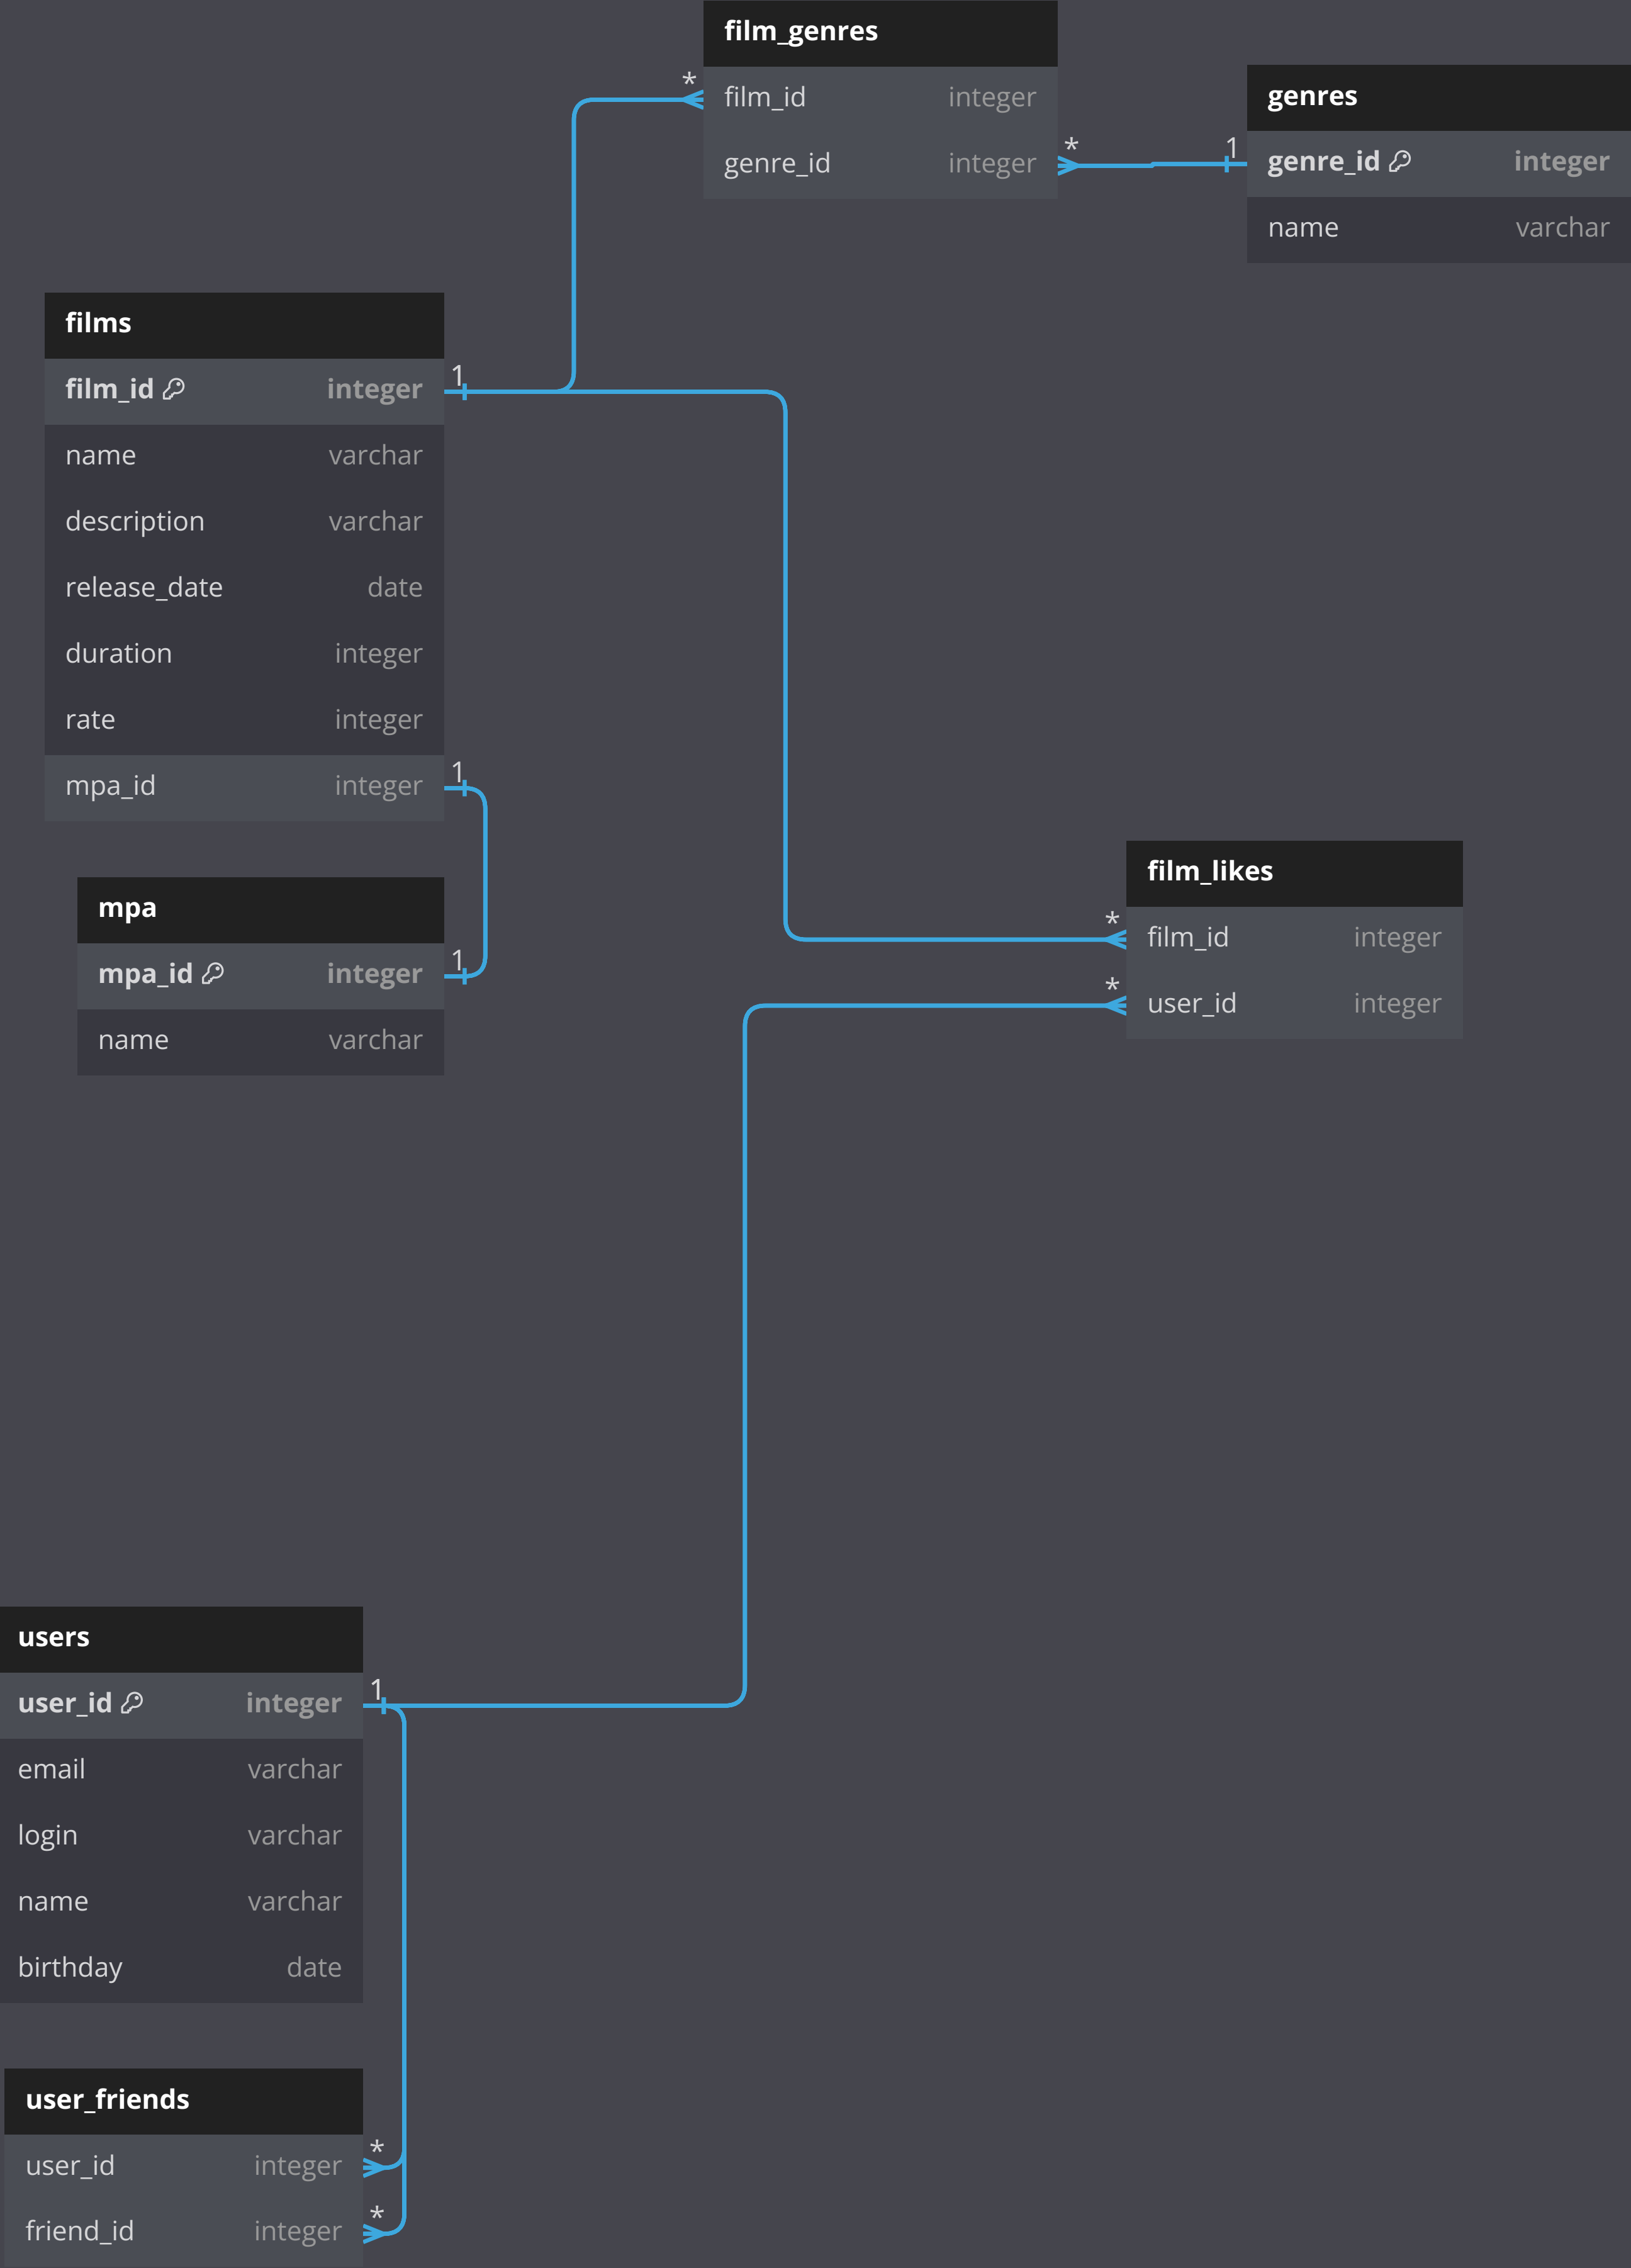 film_genres
* film_id integer
genre_id integer * 1
genres
genre_id integer
name varchar
films
film_id integer 1
name varchar
description varchar
release_date date
duration integer
rate integer
mpa_id integer 1
mpa
mpa_id integer 1
name varchar
film_likes
* film_id integer
* user_id integer
users
user_id integer 1
email varchar
login varchar
name varchar
birthday date
user_friends
user_id integer *
friend_id integer *